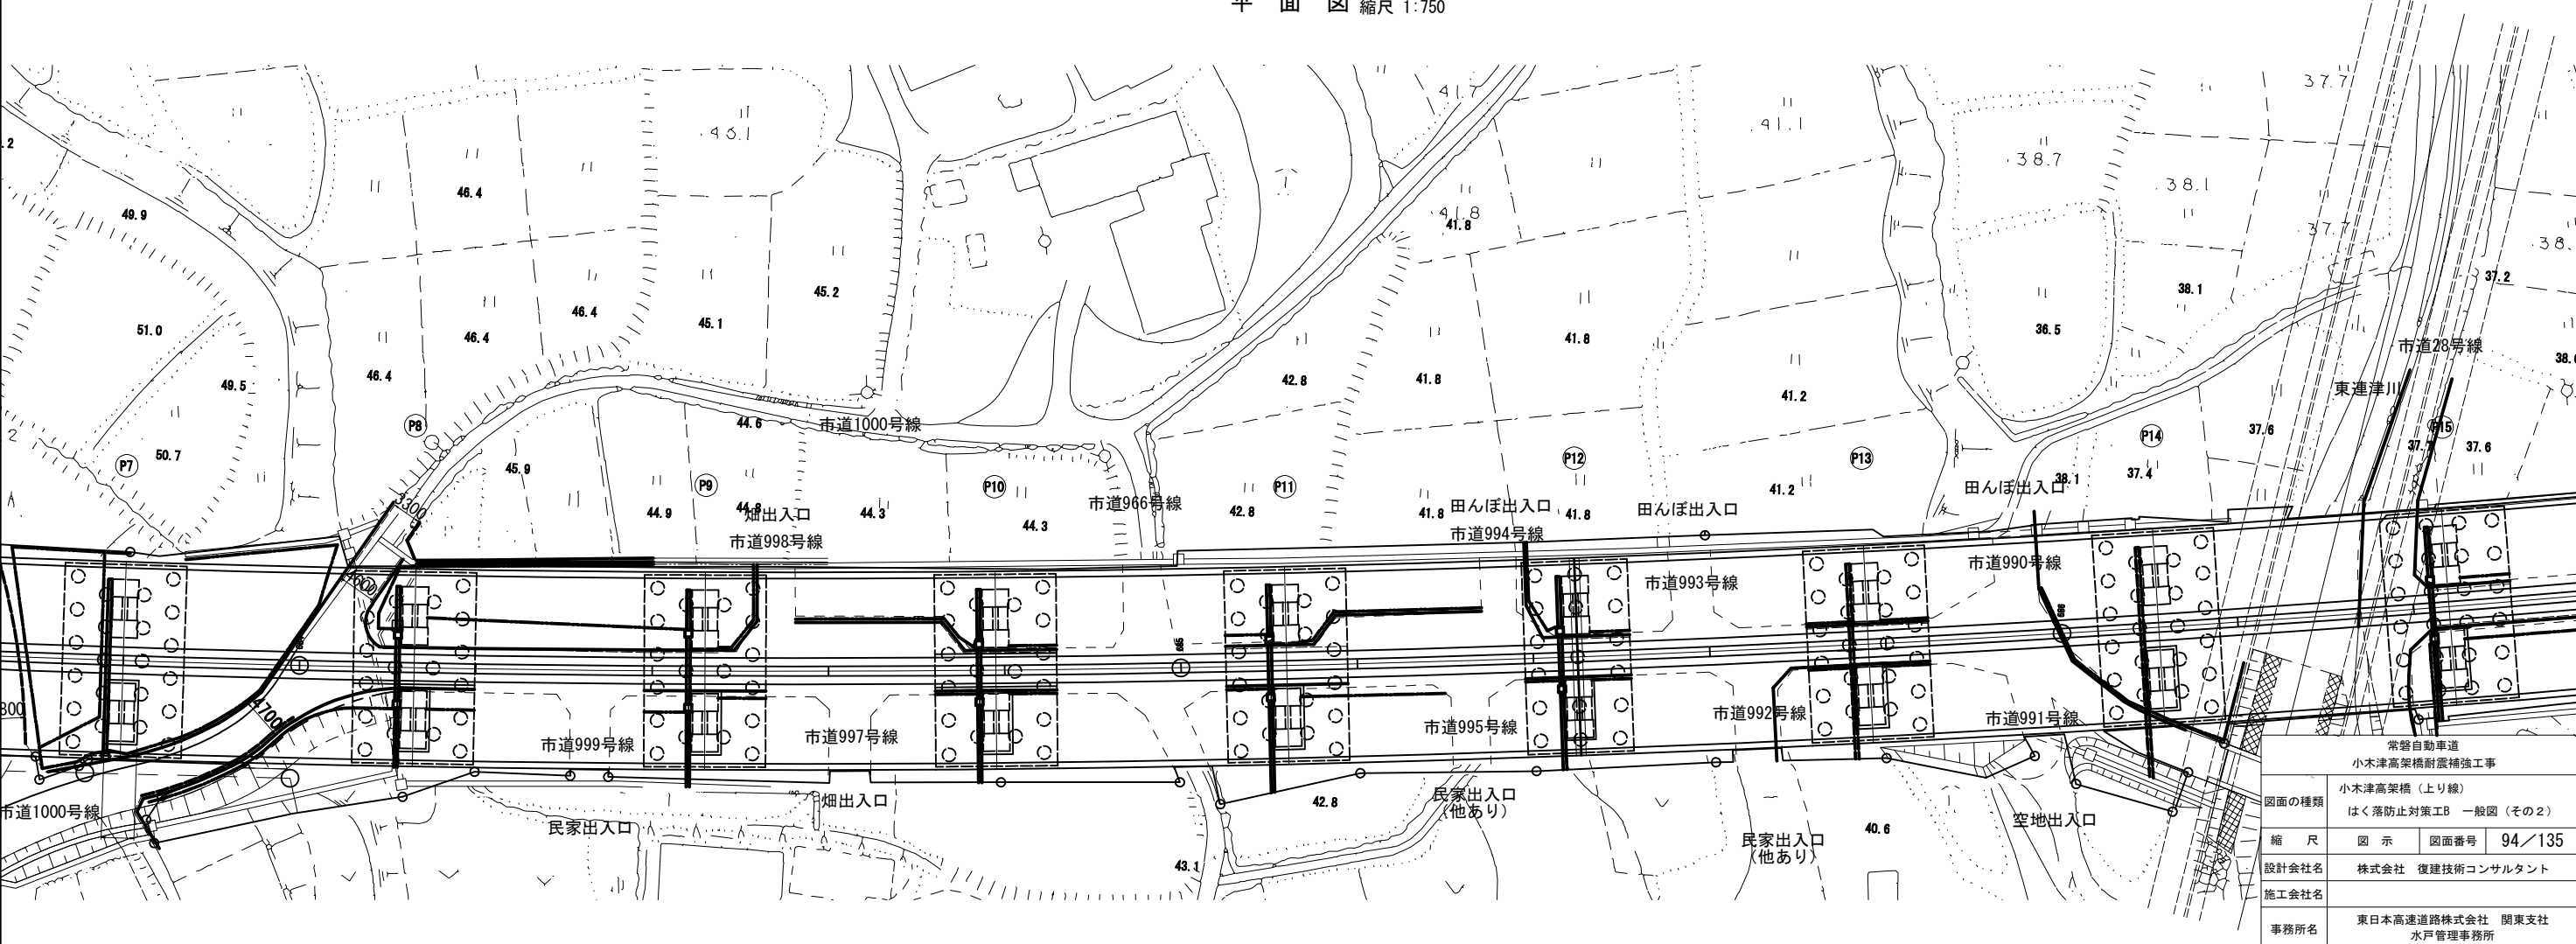 平 面 図 縮尺 1:750
41.7
37.7
43.1
41.1
38.7
46.4
38.1
49.9
41.8
41.8
37.7
38.
45.2
37.2
38.1
51.0
46.4
45.1
36.5
46.4
41.8
市道28号線
46.4
42.8
41.8
49.5
41.2
東連津川
44.6
市道1000号線
P8
P14
37.6
P15
50.7
P7
45.9
P12
P13
37.6
37.4
38.1
P9
P10
P11
41.2
田んぼ出入口
3300
44.9
44.8
畑出入口
44.3
44.3
市道966号線
42.8
41.8
田んぼ出入口
41.8
田んぼ出入口
市道998号線
市道994号線
4600
市道993号線
市道990号線
4700
市道999号線
市道997号線
市道995号線
市道992号線
市道991号線
市道1000号線
民家出入口
畑出入口
42.8
民家出入口
(他あり)
民家出入口
(他あり)
40.6
空地出入口
43.1
常磐自動車道
小木津高架橋耐震補強工事
図面の種類
小木津高架橋（上り線）
はく落防止対策工B 一般図（その２）
縮 尺 図 示 図面番号 94／135
設計会社名 株式会社 復建技術コンサルタント
施工会社名
事務所名
東日本高速道路株式会社 関東支社
水戸管理事務所